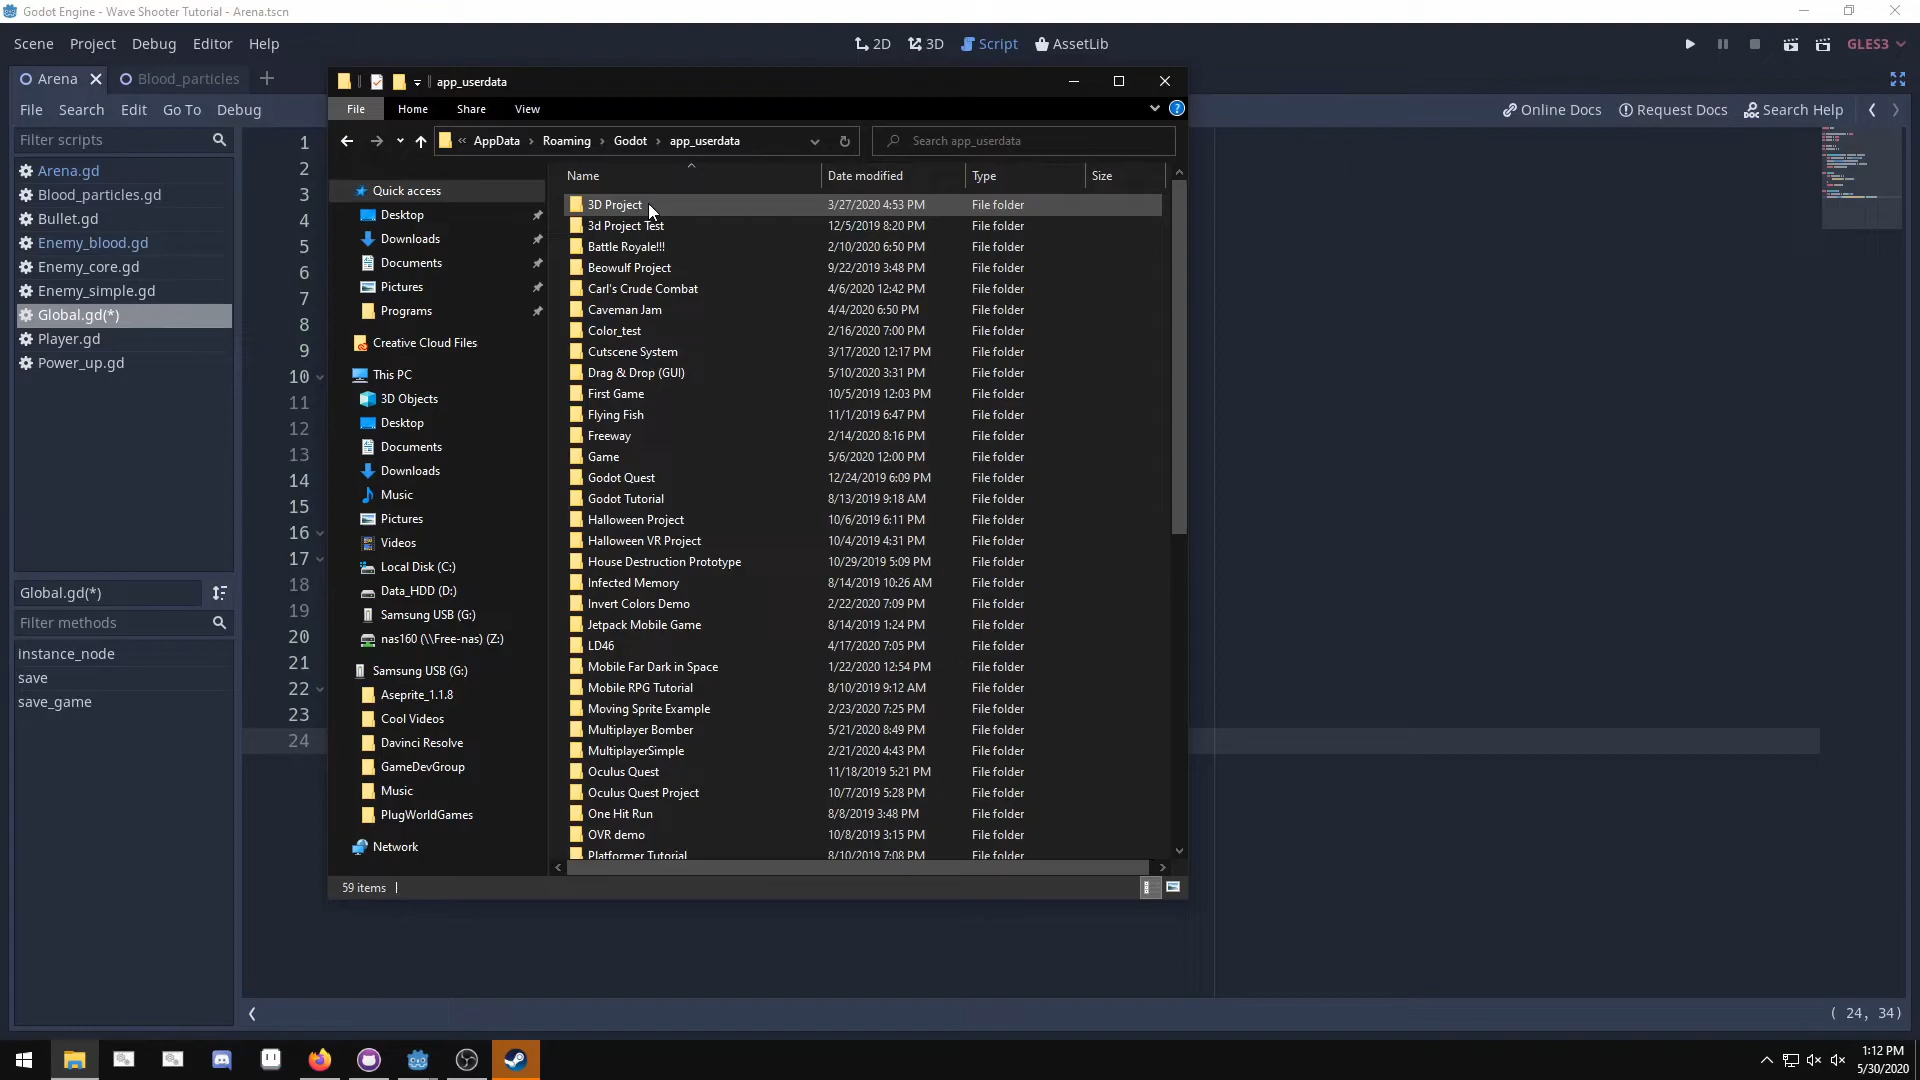 Godot Engine - Wave Shooter Tutorial - Arena.tscn
Scene Project Debug Editor Help
2D 3D Script AssetLib
GLES3
Arena Blood_particles
File Search Edit Go To Debug
Online Docs Request Docs Search Help
Filter scripts
Arena.gd
Blood_particles.gd
Bullet.gd
Enemy_blood.gd
Enemy_core.gd
Enemy_simple.gd
Global.gd(*)
Player.gd
Power_up.gd
Global.gd(*)
Filter methods
instance_node
save
save_game
1
2
3
4
5
6
7
8
9
10
11
12
13
14
15
16
17
18
19
20
21
22
23
24
app_userdata
File Home Share View
« AppData › Roaming › Godot › app_userdata
Search app_userdata
Quick access
Desktop
Downloads
Documents
Pictures
Programs
Creative Cloud Files
This PC
3D Objects
Desktop
Documents
Downloads
Music
Pictures
Videos
Local Disk (C:)
Data_HDD (D:)
Samsung USB (G:)
nas160 (\\Free-nas) (Z:)
Samsung USB (G:)
Aseprite_1.1.8
Cool Videos
Davinci Resolve
GameDevGroup
Music
PlugWorldGames
Network
Name Date modified Type Size
3D Project 3/27/2020 4:53 PM File folder
3d Project Test 12/5/2019 8:20 PM File folder
Battle Royale!!! 2/10/2020 6:50 PM File folder
Beowulf Project 9/22/2019 3:48 PM File folder
Carl's Crude Combat 4/6/2020 12:42 PM File folder
Caveman Jam 4/4/2020 6:50 PM File folder
Color_test 2/16/2020 7:00 PM File folder
Cutscene System 3/17/2020 12:17 PM File folder
Drag & Drop (GUI) 5/10/2020 3:31 PM File folder
First Game 10/5/2019 12:03 PM File folder
Flying Fish 11/1/2019 6:47 PM File folder
Freeway 2/14/2020 8:16 PM File folder
Game 5/6/2020 12:00 PM File folder
Godot Quest 12/24/2019 6:09 PM File folder
Godot Tutorial 8/13/2019 9:18 AM File folder
Halloween Project 10/6/2019 6:11 PM File folder
Halloween VR Project 10/4/2019 4:31 PM File folder
House Destruction Prototype 10/29/2019 5:09 PM File folder
Infected Memory 8/14/2019 10:26 AM File folder
Invert Colors Demo 2/22/2020 7:09 PM File folder
Jetpack Mobile Game 8/14/2019 1:24 PM File folder
LD46 4/17/2020 7:05 PM File folder
Mobile Far Dark in Space 1/22/2020 12:54 PM File folder
Mobile RPG Tutorial 8/10/2019 9:12 AM File folder
Moving Sprite Example 2/23/2020 7:25 PM File folder
Multiplayer Bomber 5/21/2020 8:49 PM File folder
MultiplayerSimple 2/21/2020 4:43 PM File folder
Oculus Quest 11/18/2019 5:21 PM File folder
Oculus Quest Project 10/7/2019 5:28 PM File folder
One Hit Run 8/8/2019 3:48 PM File folder
OVR demo 10/8/2019 3:15 PM File folder
Platformer Tutorial 8/10/2019 7:08 PM File folder
59 items
( 24, 34)
1:12 PM
5/30/2020